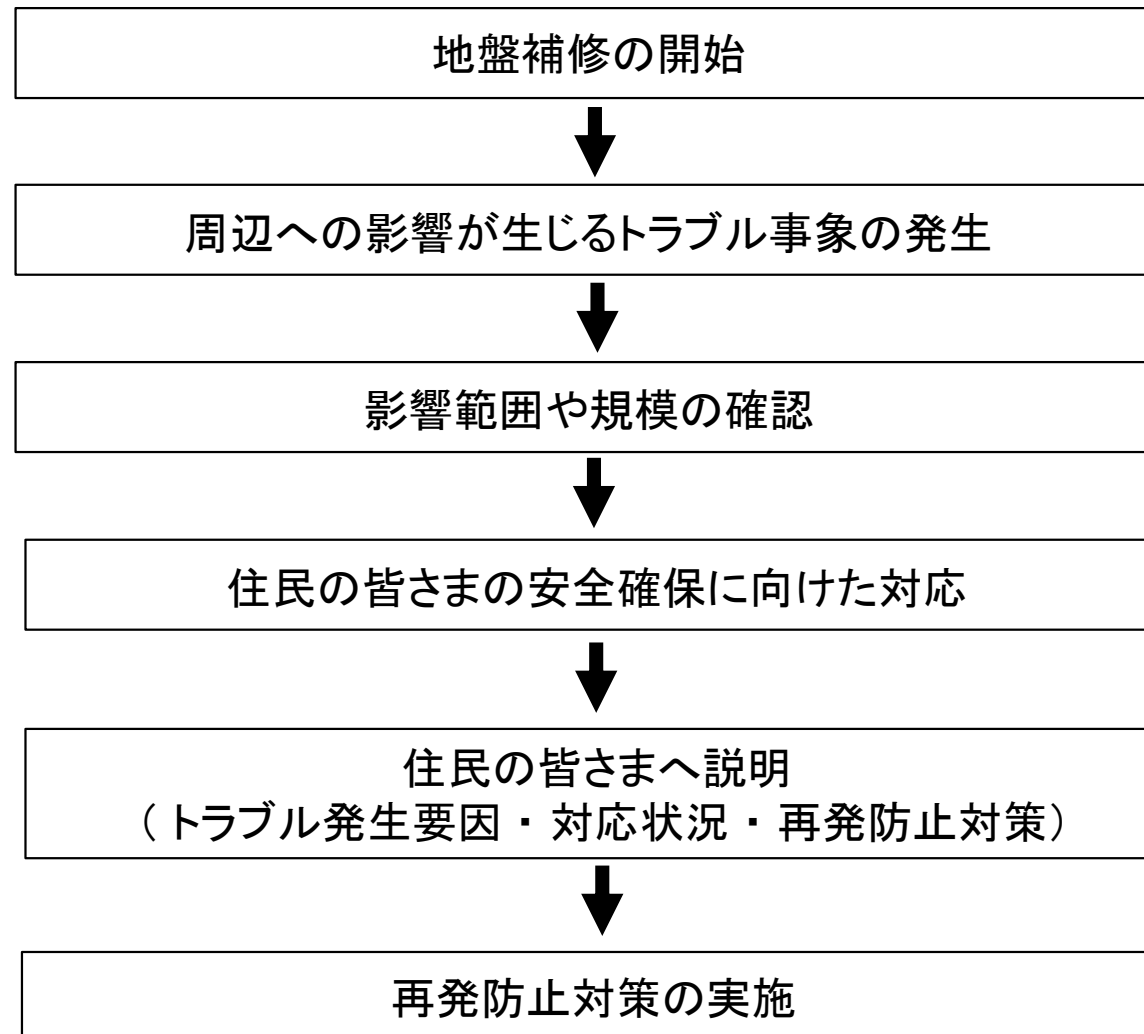 地盤補修の開始
周辺への影響が生じるトラブル事象の発生
影響範囲や規模の確認
住民の皆さまの安全確保に向けた対応
住民の皆さまへ説明
（トラブル発生要因・対応状況・再発防止対策）
再発防止対策の実施